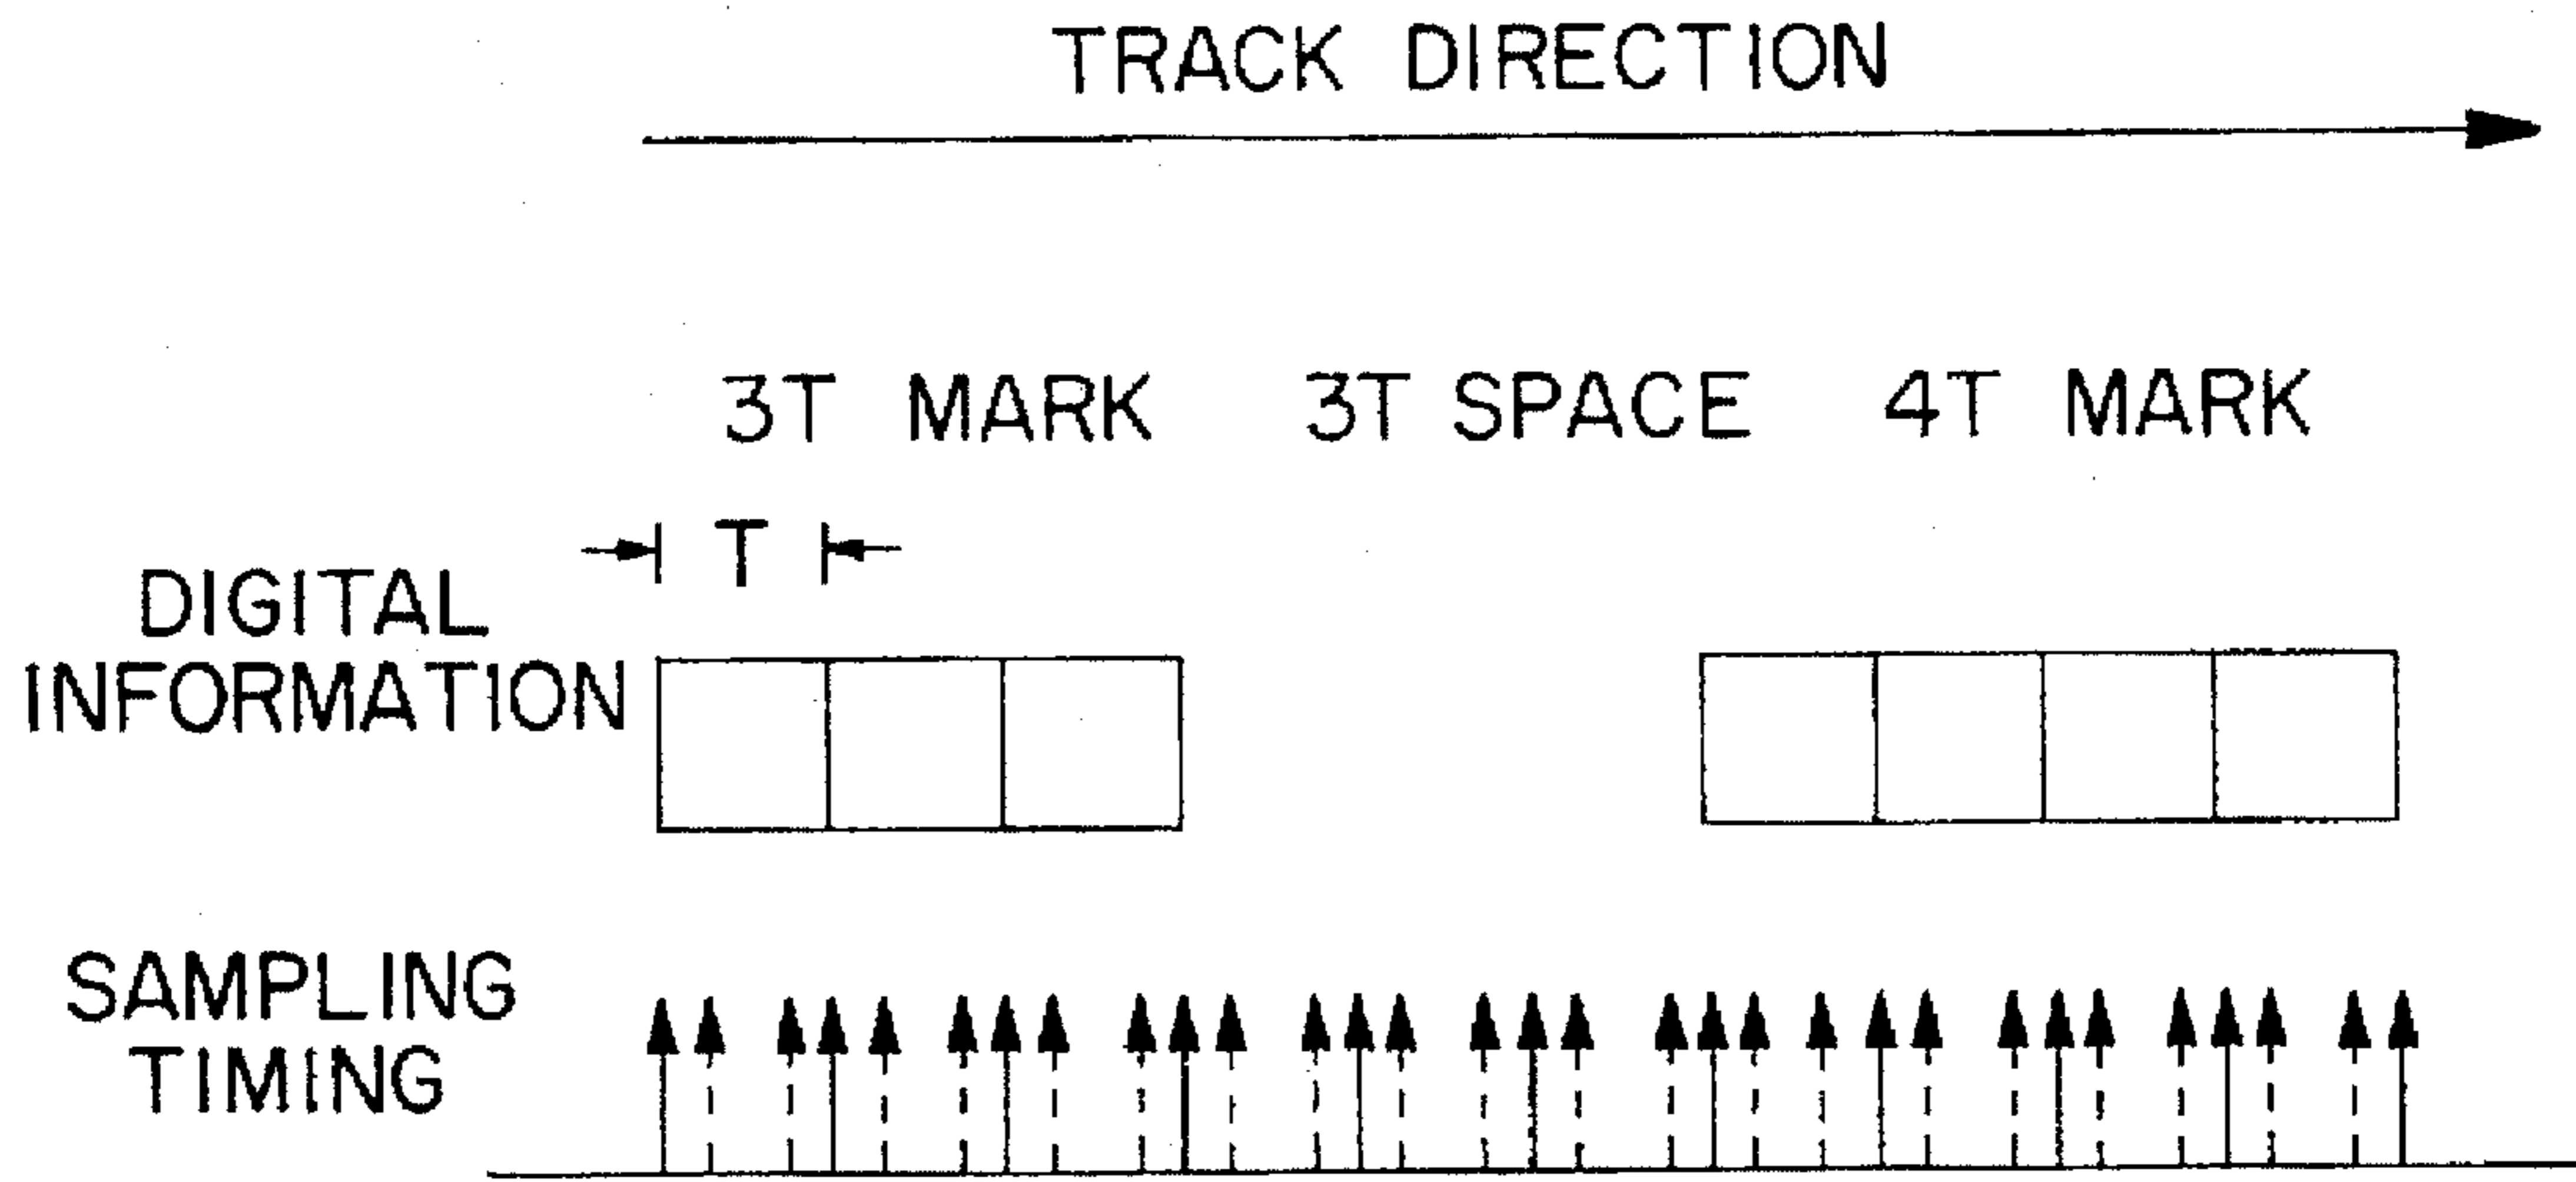 TRACK DIRECTION
3T MARK 3T SPACE 4T MARK
T
DIGITAL
INFORMATION
SAMPLING
TIMING